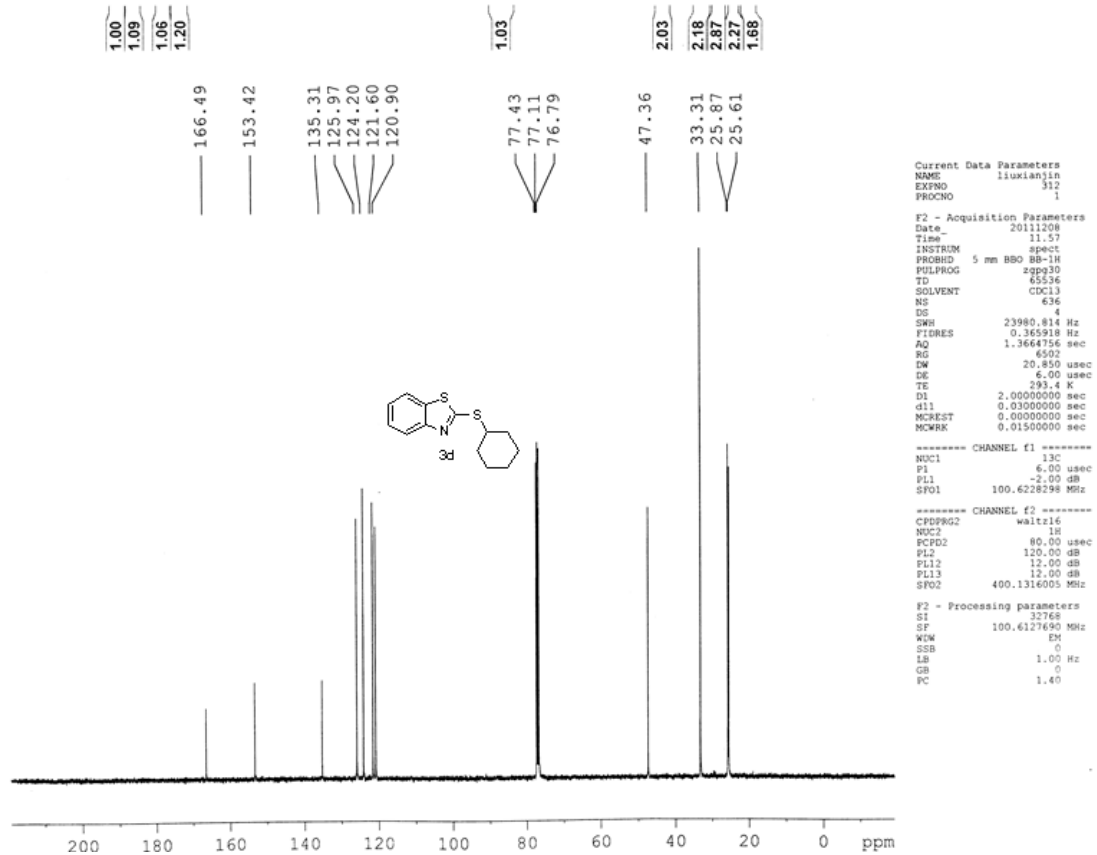 1.00
1.09
1.06
1.20
1.03
2.03
2.18
2.87
2.27
1.68
166.49
153.42
135.31
125.97
124.20
121.60
120.90
77.43
77.11
76.79
47.36
33.31
25.87
25.61
Current Data Parameters
NAME liuxianjin
EXPNO 312
PROCNO 1
F2 - Acquisition Parameters
Date_ 20111208
Time 11.57
INSTRUM spect
PROBHD 5 mm BBO BB-1H
PULPROG zgpg30
TD 65536
SOLVENT CDCl3
NS 636
DS 4
SWH 23980.814 Hz
FIDRES 0.365918 Hz
AQ 1.3664756 sec
RG 6502
DW 20.850 usec
DE 6.00 usec
TE 293.4 K
D1 2.00000000 sec
d11 0.03000000 sec
MCREST 0.00000000 sec
MCWRK 0.01500000 sec
======== CHANNEL f1 ========
NUC1 13C
P1 6.00 usec
PL1 -2.00 dB
SFO1 100.6228298 MHz
======== CHANNEL f2 ========
CPDPRG2 waltz16
NUC2 1H
PCPD2 80.00 usec
PL2 120.00 dB
PL12 12.00 dB
PL13 12.00 dB
SFO2 400.1316005 MHz
F2 - Processing parameters
SI 32768
SF 100.6127690 MHz
WDW EM
SSB 0
LB 1.00 Hz
GB 0
PC 1.40
S
S
N
3d
200 180 160 140 120 100 80 60 40 20 0 ppm